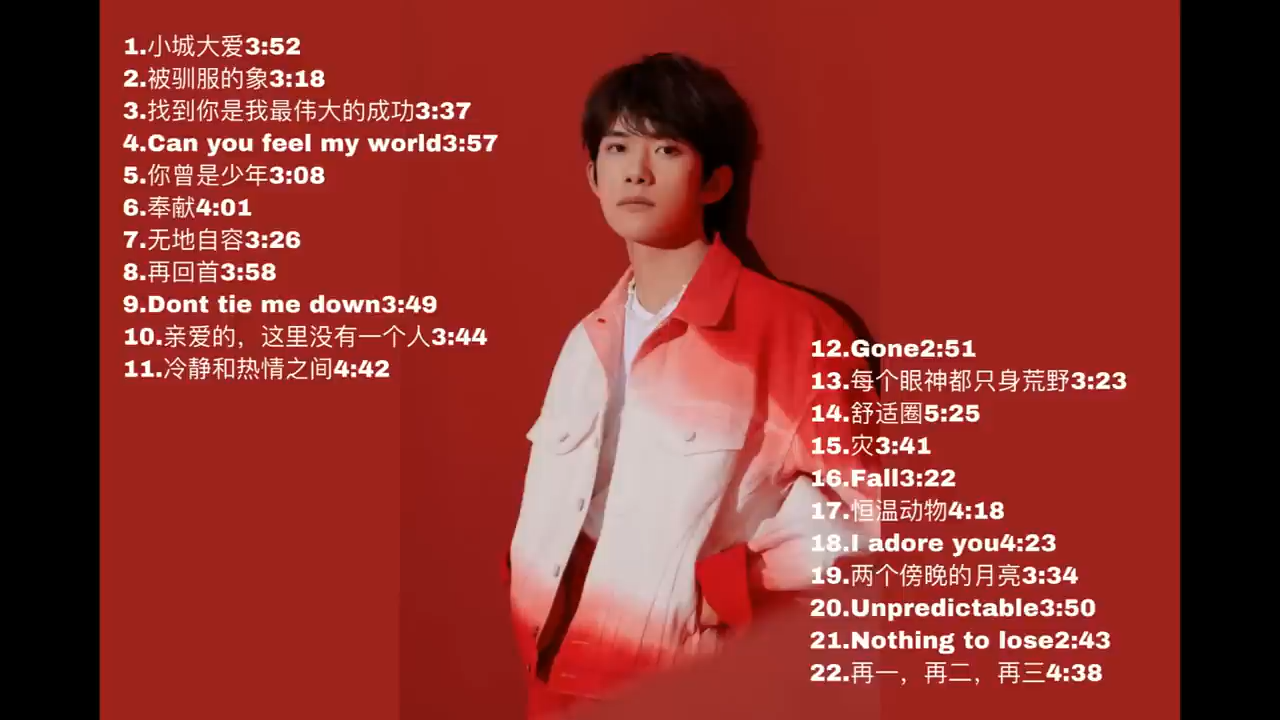 1.小城大爱3:52
2.被驯服的象3:18
3.找到你是我最伟大的成功3:37
4.Can you feel my world3:57
5.你曾是少年3:08
6.奉献4:01
7.无地自容3:26
8.再回首3:58
9.Dont tie me down3:49
10.亲爱的，这里没有一个人3:44
11.冷静和热情之间4:42
12.Gone2:51
13.每个眼神都只身荒野3:23
14.舒适圈5:25
15.灾3:41
16.Fall3:22
17.恒温动物4:18
18.I adore you4:23
19.两个傍晚的月亮3:34
20.Unpredictable3:50
21.Nothing to lose2:43
22.再一，再二，再三4:38